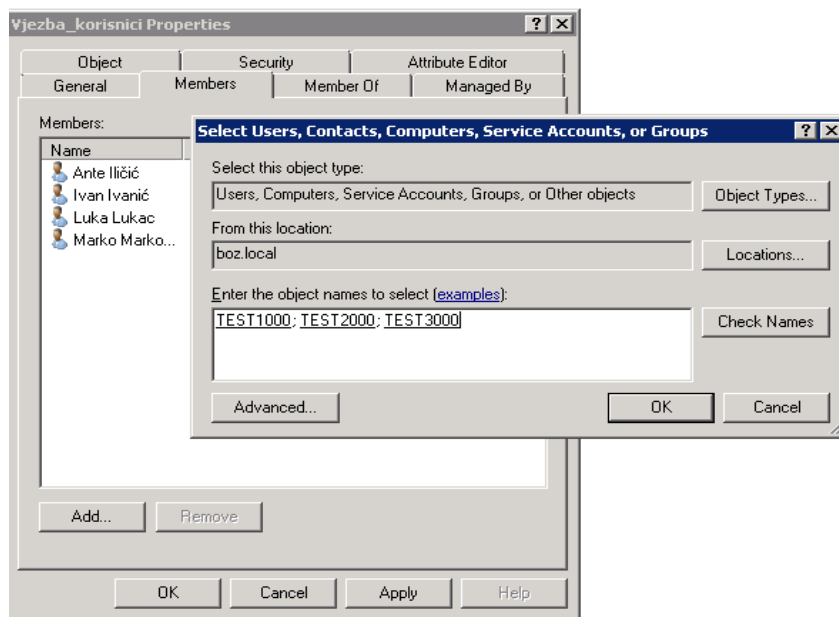 Vjezba_korisnici Properties
Object Security Attribute Editor
General Members Member Of Managed By
Members:
Name
Ante Iličić
Ivan Ivanić
Luka Lukac
Marko Marko...
Select Users, Contacts, Computers, Service Accounts, or Groups
Select this object type:
Users, Computers, Service Accounts, Groups, or Other objects
Object Types...
From this location:
boz.local
Locations...
Enter the object names to select (examples):
TEST1000; TEST2000; TEST3000
Check Names
Advanced...
OK
Cancel
Add...
Remove
OK
Cancel
Apply
Help